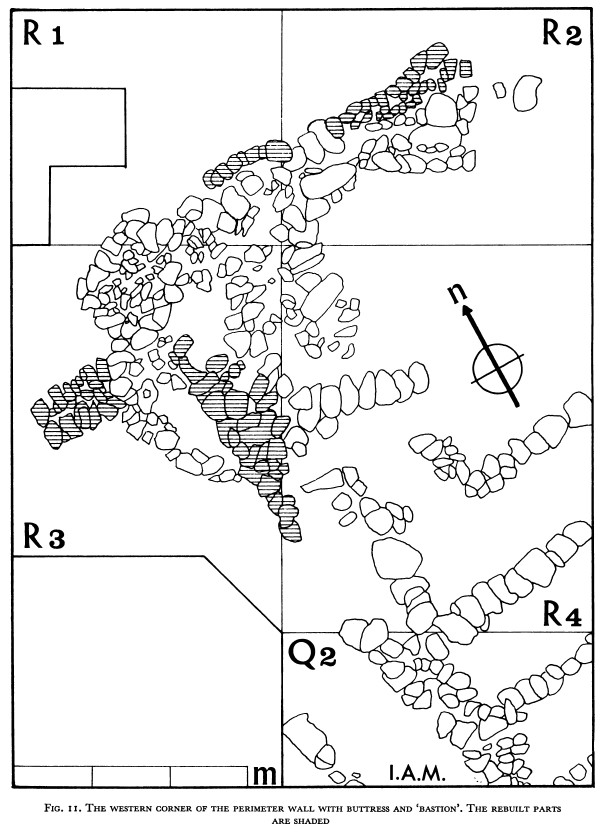 R 1
R 2
n
R 3
R 4
Q 2
m
I.A.M.
FIG. 11. THE WESTERN CORNER OF THE PERIMETER WALL WITH BUTTRESS AND 'BASTION'. THE REBUILT PARTS
ARE SHADED